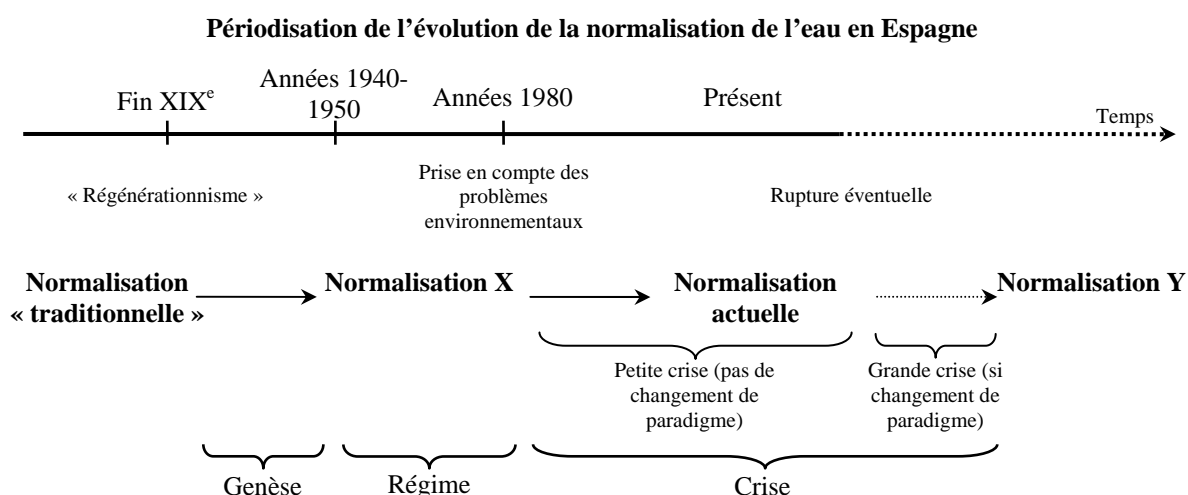 Périodisation de l’évolution de la normalisation de l’eau en Espagne
Fin XIXᵉ
Années 1940-
1950
Années 1980
Présent
Temps
« Régénérationnisme »
Prise en compte des
problèmes
environnementaux
Rupture éventuelle
Normalisation
« traditionnelle »
Normalisation X
Normalisation
actuelle
Normalisation Y
Petite crise (pas de
changement de
paradigme)
Grande crise (si
changement de
paradigme)
Genèse
Régime
Crise